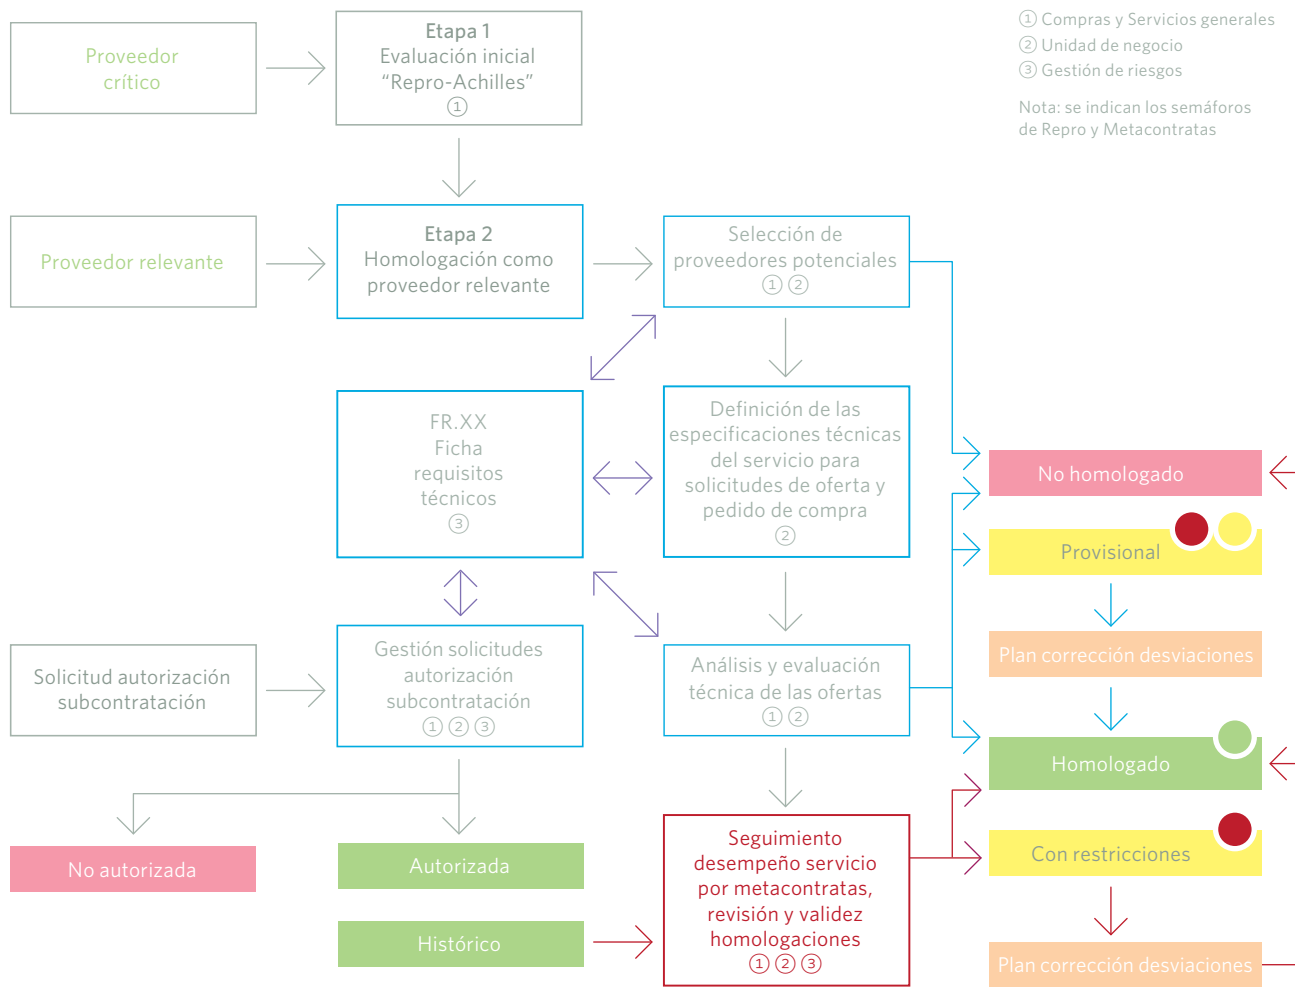 Proveedor
crítico
Etapa 1
Evaluación inicial
“Repro-Achilles”
①
① Compras y Servicios generales
② Unidad de negocio
③ Gestión de riesgos
Nota: se indican los semáforos
de Repro y Metacontratas
Proveedor relevante
Etapa 2
Homologación como
proveedor relevante
Selección de
proveedores potenciales
① ②
FR.XX
Ficha
requisitos
técnicos
③
Definición de las
especificaciones técnicas
del servicio para
solicitudes de oferta y
pedido de compra
②
No homologado
Provisional
Plan corrección desviaciones
Solicitud autorización
subcontratación
Gestión solicitudes
autorización
subcontratación
① ② ③
Análisis y evaluación
técnica de las ofertas
① ②
Homologado
No autorizada
Autorizada
Histórico
Seguimiento
desempeño servicio
por metacontratas,
revisión y validez
homologaciones
① ② ③
Con restricciones
Plan corrección desviaciones